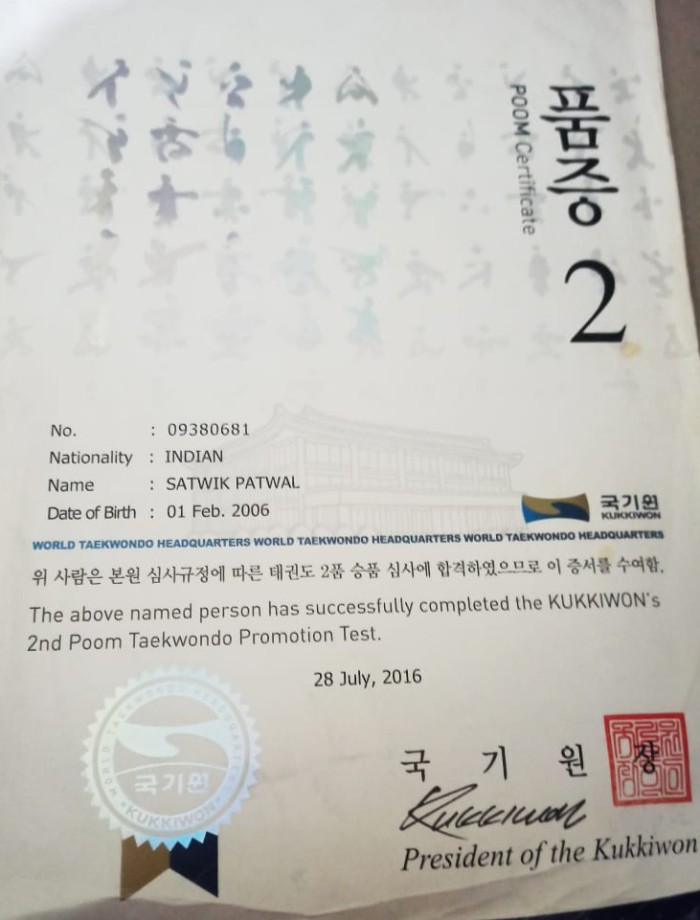 품증
POOM Certificate
2
No. : 09380681
Nationality : INDIAN
Name : SATWIK PATWAL
Date of Birth : 01 Feb. 2006
국기원
KUKKIWON
WORLD TAEKWONDO HEADQUARTERS WORLD TAEKWONDO HEADQUARTERS WORLD TAEKWONDO HEADQUARTERS
위 사람은 본원 심사규정에 따른 태권도 2품 승품 심사에 합격하였으므로 이 증서를 수여함.
The above named person has successfully completed the KUKKIWON's
2nd Poom Taekwondo Promotion Test.
28 July, 2016
WORLD TAEKWONDO HEADQUARTERS
국기원
KUKKIWON
국 기 원 장
Kukkiwon
President of the Kukkiwon